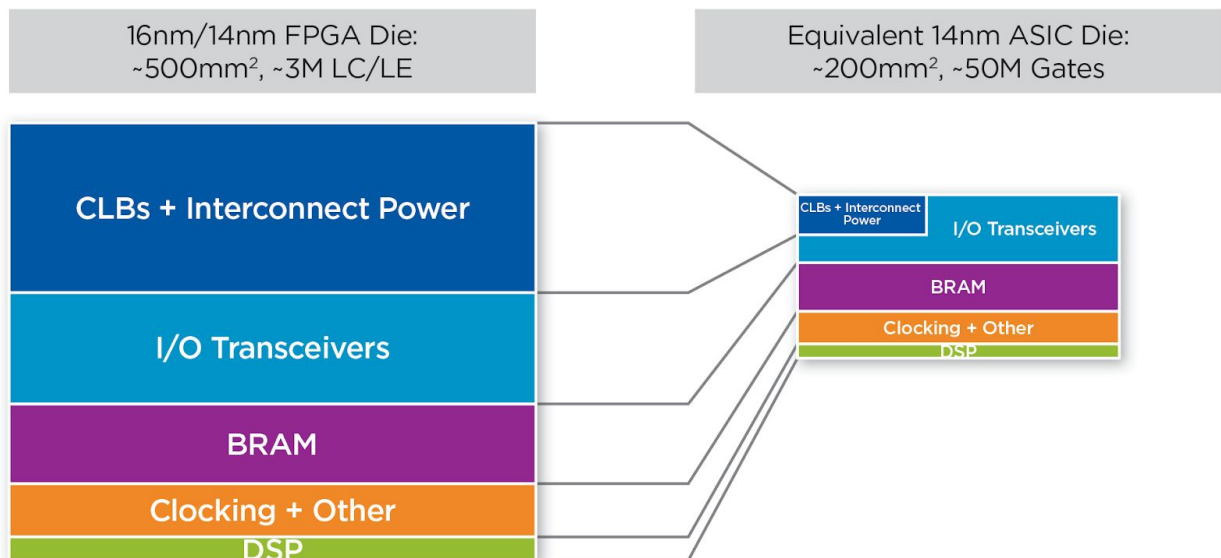 16nm/14nm FPGA Die:
~500mm², ~3M LC/LE
Equivalent 14nm ASIC Die:
~200mm², ~50M Gates
CLBs + Interconnect Power
I/O Transceivers
BRAM
Clocking + Other
DSP
CLBs + Interconnect
Power
I/O Transceivers
BRAM
Clocking + Other
DSP